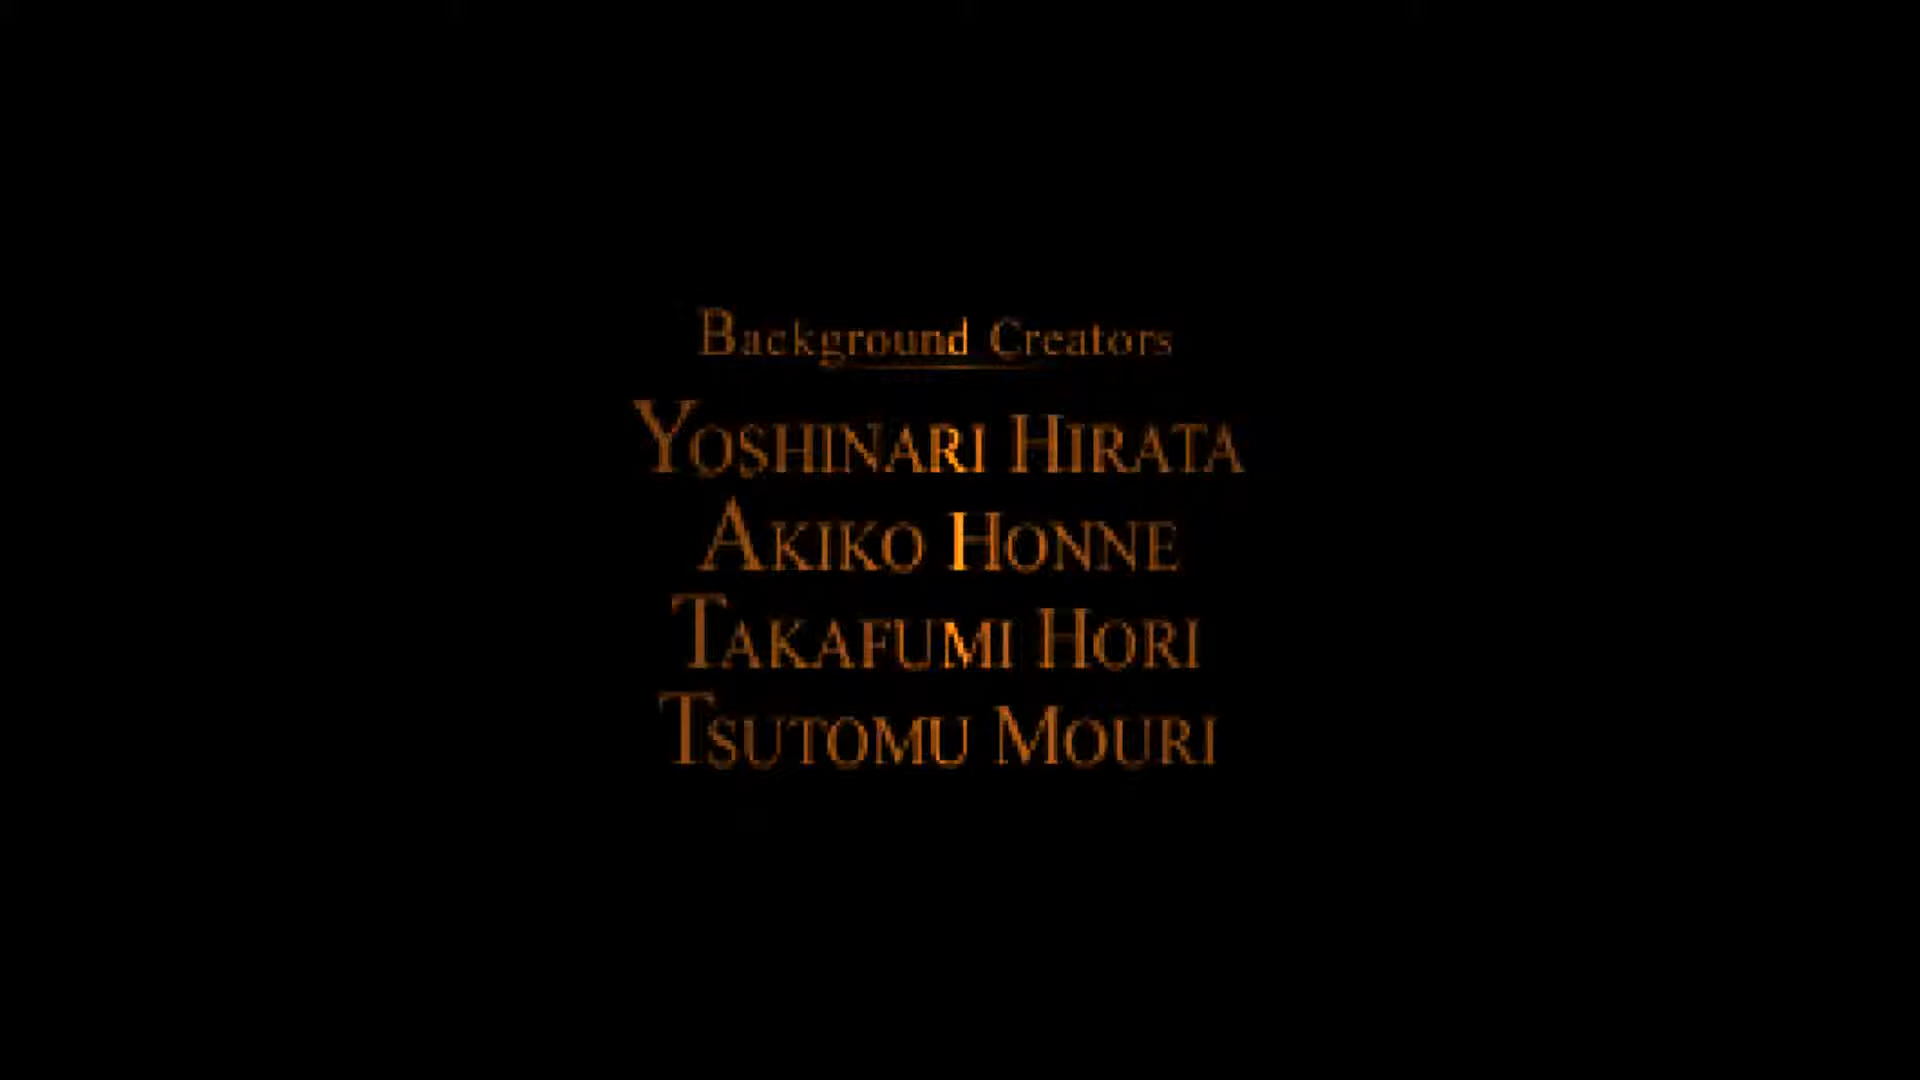 Background Creators
YOSHINARI HIRATA
AKIKO HONNE
TAKAFUMI HORI
TSUTOMU MOURI